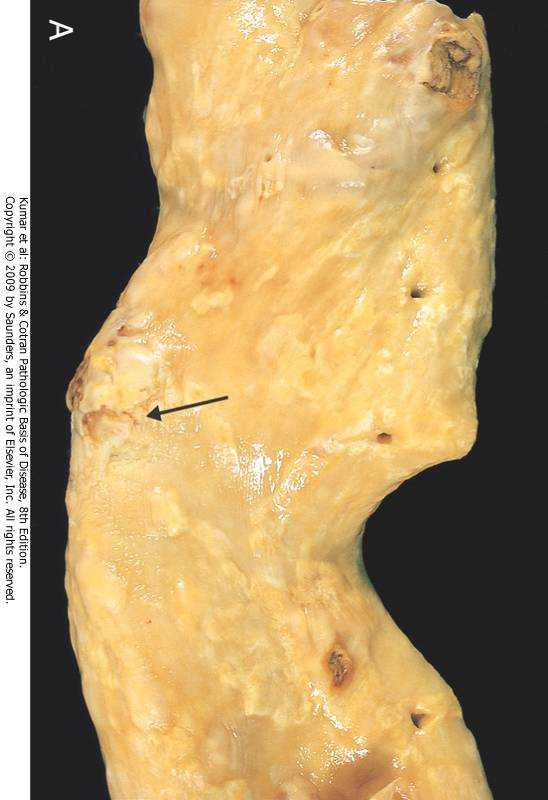 A
Kumar et al: Robbins & Cotran Pathologic Basis of Disease, 8th Edition.
Copyright © 2009 by Saunders, an imprint of Elsevier, Inc. All rights reserved.